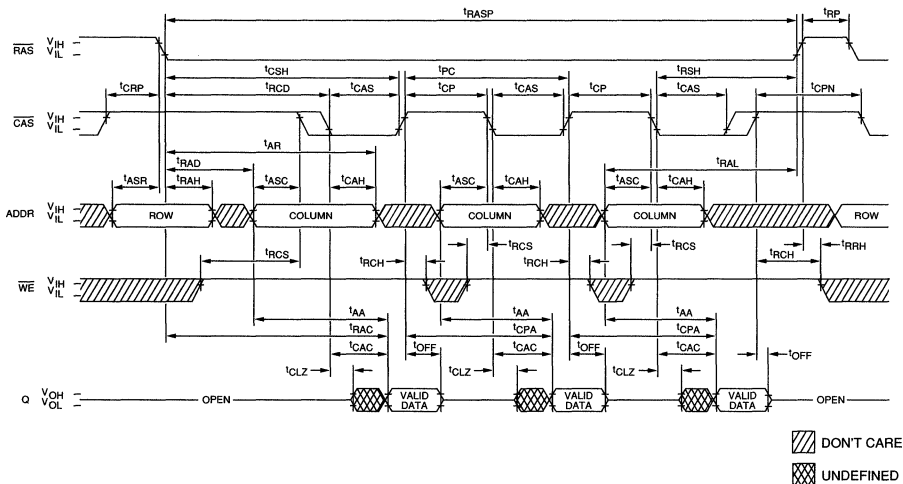 tRASP
tRP
RAS VIH
VIL
tCSH
tPC
tRSH
tCRP
tRCD
tCAS
tCP
tCAS
tCP
tCAS
tCPN
CAS VIH
VIL
tAR
tRAD
tRAL
tASR
tRAH
tASC
tCAH
tASC
tCAH
tASC
tCAH
ADDR VIH
VIL
ROW
COLUMN
COLUMN
COLUMN
ROW
tRCS
tRCH
tRCS
tRCH
tRCS
tRCH
tRRH
WE VIH
VIL
tAA
tAA
tAA
tRAC
tCPA
tCPA
tCAC
tOFF
tCAC
tOFF
tCAC
tOFF
tCLZ
tCLZ
tCLZ
Q VOH
VOL
OPEN
VALID
DATA
VALID
DATA
VALID
DATA
OPEN
DON'T CARE
UNDEFINED